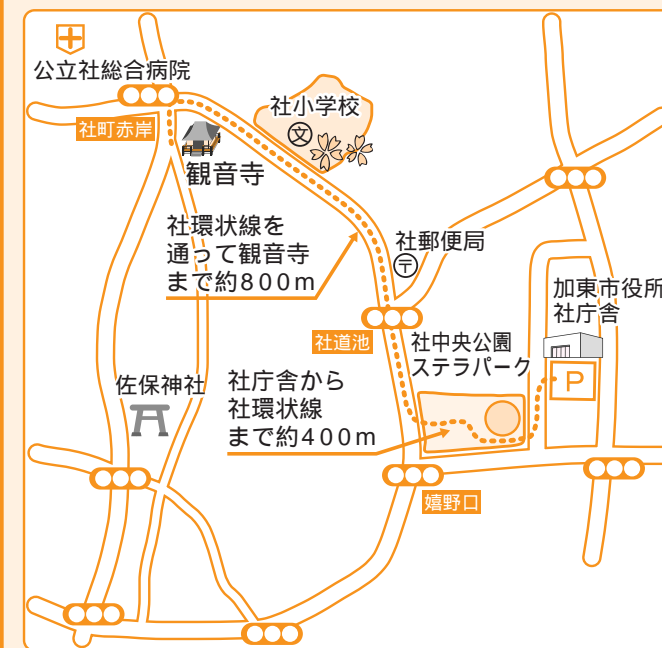 公立社総合病院
社町赤岸
観音寺
社小学校
文
社環状線を
通って観音寺
まで約800m
社郵便局
〒
加東市役所
社庁舎
社道池
社中央公園
ステラパーク
P
佐保神社
社庁舎から
社環状線
まで約400m
嬉野口